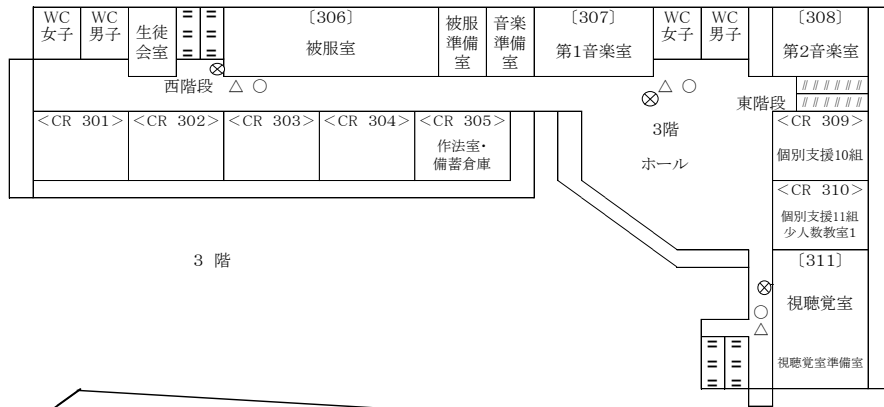 WC
女子
WC
男子
生徒
会室
〔306〕
被服室
被服
準備
室
音楽
準備
室
〔307〕
第1音楽室
WC
女子
WC
男子
〔308〕
第2音楽室
西階段 △ ○
△ ○
東階段
3階
ホール
<CR 301>
<CR 302>
<CR 303>
<CR 304>
<CR 305>
作法室・
備蓄倉庫
<CR 309>
個別支援10組
<CR 310>
個別支援11組
少人数教室1
〔311〕
視聴覚室
視聴覚室準備室
○
△
3 階